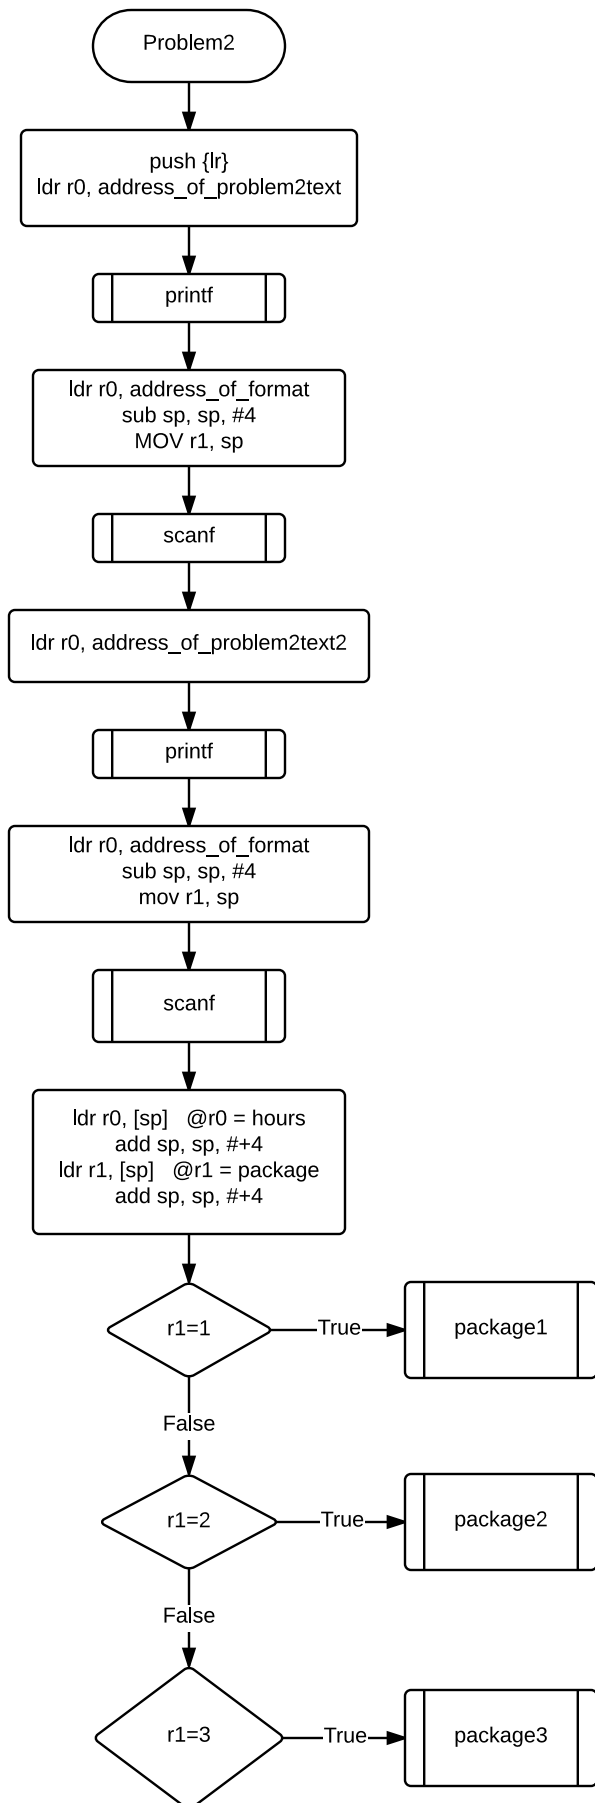 Problem2
push {lr}
ldr r0, address_of_problem2text
printf
ldr r0, address_of_format
sub sp, sp, #4
MOV r1, sp
scanf
ldr r0, address_of_problem2text2
printf
ldr r0, address_of_format
sub sp, sp, #4
mov r1, sp
scanf
ldr r0, [sp]   @r0 = hours
add sp, sp, #+4
ldr r1, [sp]   @r1 = package
add sp, sp, #+4
r1=1
True
package1
False
r1=2
True
package2
False
r1=3
True
package3